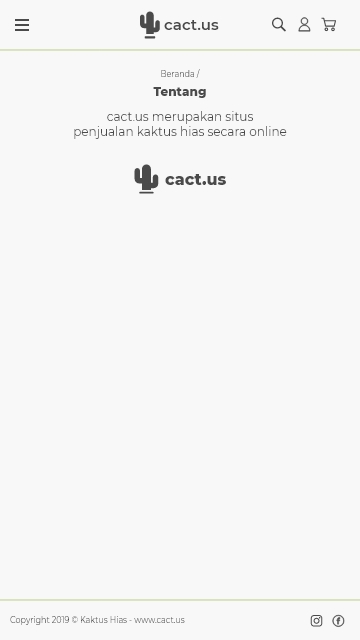 cact.us
Beranda /
Tentang
cact.us merupakan situs
penjualan kaktus hias secara online
cact.us
Copyright 2019 © Kaktus Hias - www.cact.us